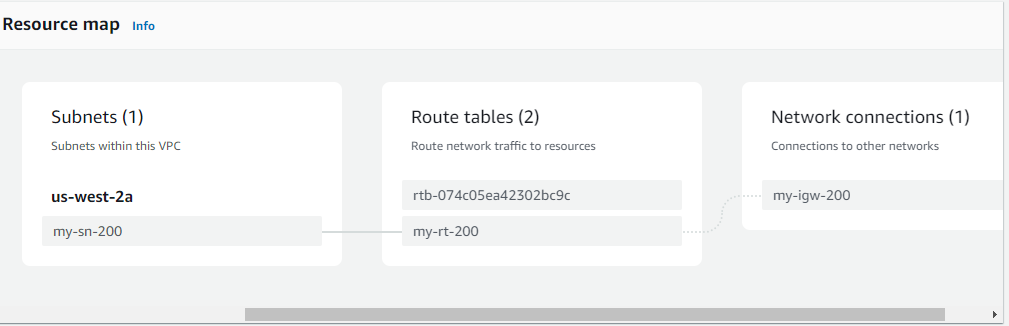 Resource map Info
Subnets (1)
Subnets within this VPC
us-west-2a
my-sn-200
Route tables (2)
Route network traffic to resources
rtb-074c05ea42302bc9c
my-rt-200
Network connections (1)
Connections to other networks
my-igw-200